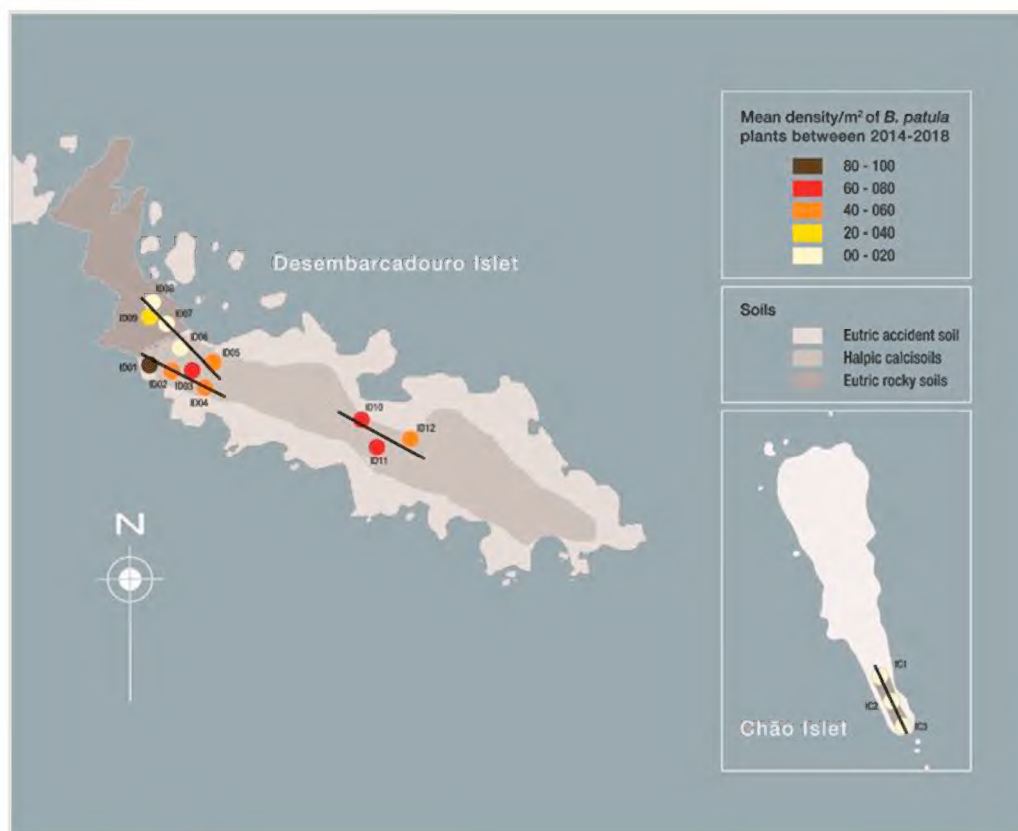 Mean density/m² of B. patula
plants betweeen 2014-2018
80 - 100
60 - 080
40 - 060
20 - 040
00 - 020
Desembarcadouro Islet
ID08
ID09
ID07
ID06
ID05
ID01
ID02
ID03
ID04
ID10
ID12
ID11
Soils
Eutric accident soil
Halpic calcisoils
Eutric rocky soils
N
IC1
IC2
IC3
Chão Islet